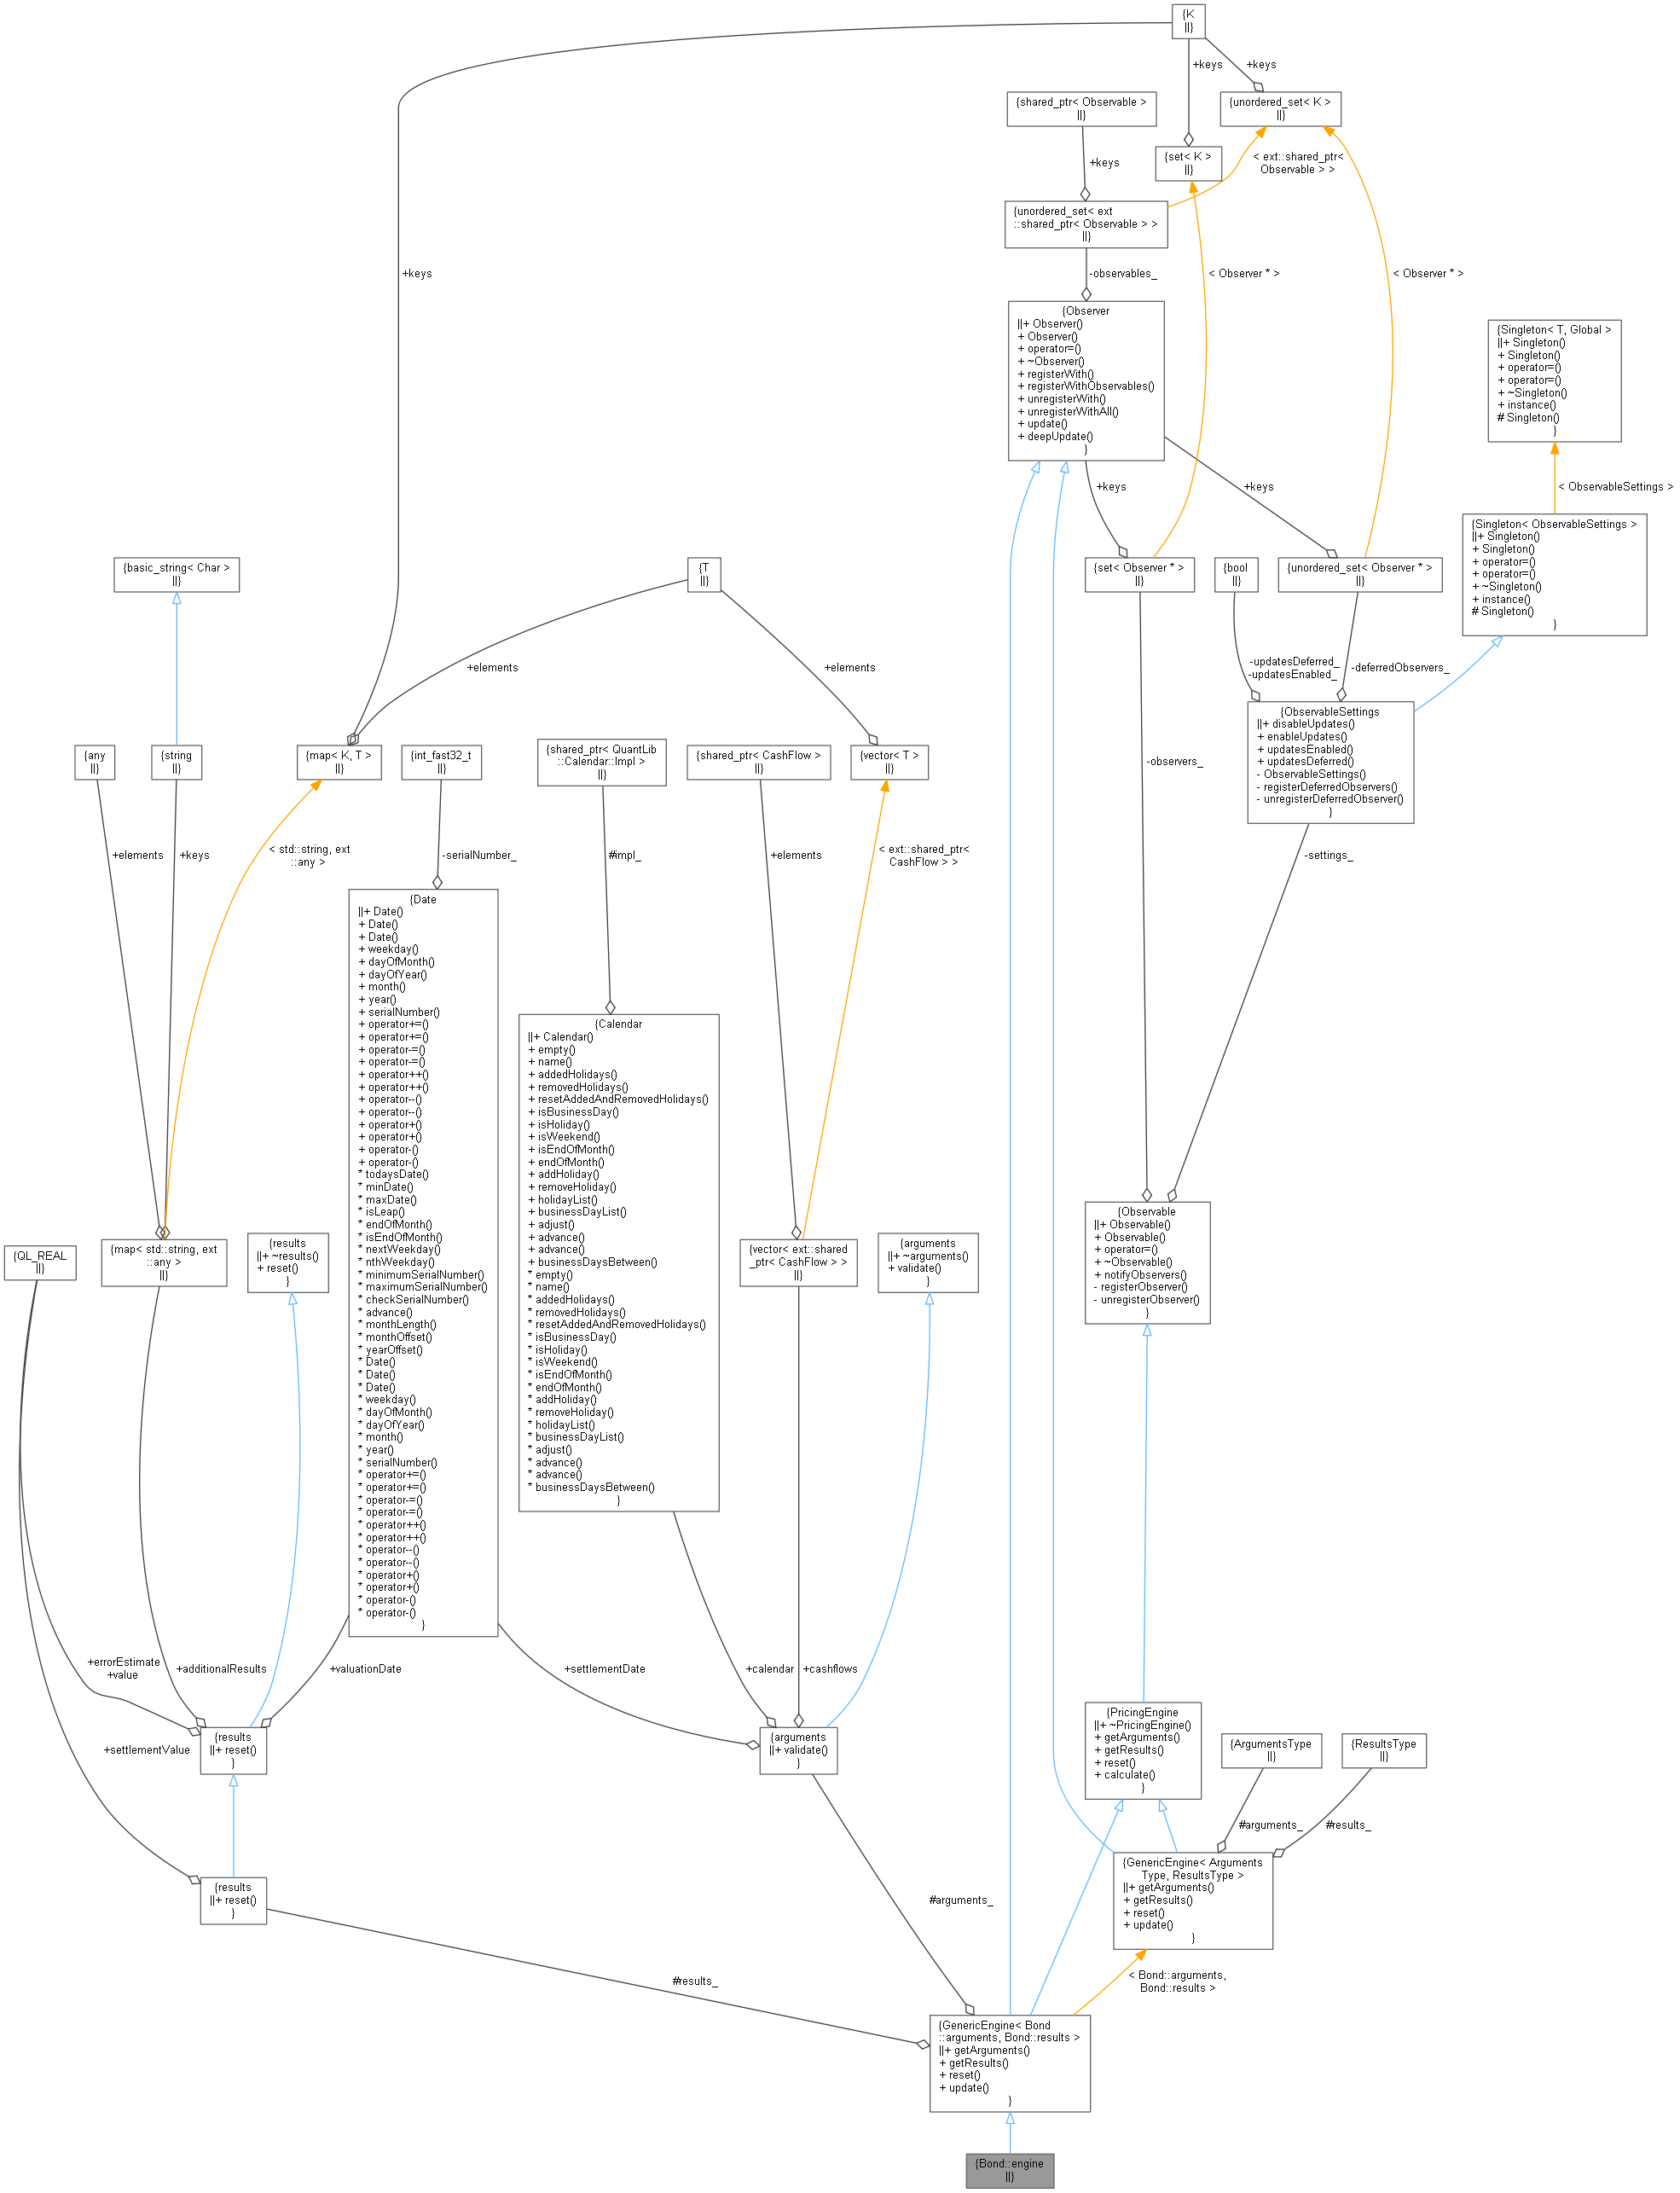 {K
||}
+keys
+keys
{shared_ptr< Observable >
||}
{unordered_set< K >
||}
+keys
{set< K >
||}
< ext::shared_ptr<
Observable > >
{unordered_set< ext
::shared_ptr< Observable > >
||}
+keys
-observables_
< Observer * >
< Observer * >
{Observer
||+ Observer()
+ Observer()
+ operator=()
+ ~Observer()
+ registerWith()
+ registerWithObservables()
+ unregisterWith()
+ unregisterWithAll()
+ update()
+ deepUpdate()
}
{Singleton< T, Global >
||+ Singleton()
+ Singleton()
+ operator=()
+ operator=()
+ ~Singleton()
+ instance()
# Singleton()
}
+keys
+keys
< ObservableSettings >
{Singleton< ObservableSettings >
||+ Singleton()
+ Singleton()
+ operator=()
+ operator=()
+ ~Singleton()
+ instance()
# Singleton()
}
{basic_string< Char >
||}
{T
||}
{set< Observer * >
||}
{bool
||}
{unordered_set< Observer * >
||}
+elements
+elements
-updatesDeferred_
-updatesEnabled_
-deferredObservers_
{ObservableSettings
||+ disableUpdates()
+ enableUpdates()
+ updatesEnabled()
+ updatesDeferred()
- ObservableSettings()
- registerDeferredObservers()
- unregisterDeferredObserver()
}
-observers_
{any
||}
{string
||}
{map< K, T >
||}
{int_fast32_t
||}
{shared_ptr< QuantLib
::Calendar::Impl >
||}
{shared_ptr< CashFlow >
||}
{vector< T >
||}
+elements
+keys
< std::string, ext
::any >
-serialNumber_
#impl_
+elements
< ext::shared_ptr<
CashFlow > >
-settings_
{Date
||+ Date()
+ Date()
+ Date()
+ weekday()
+ dayOfMonth()
+ dayOfYear()
+ month()
+ year()
+ serialNumber()
+ operator+=()
+ operator+=()
+ operator-=()
+ operator-=()
+ operator++()
+ operator++()
+ operator--()
+ operator--()
+ operator+()
+ operator+()
+ operator-()
+ operator-()
* todaysDate()
* minDate()
* maxDate()
* isLeap()
* endOfMonth()
* isEndOfMonth()
* nextWeekday()
* nthWeekday()
* minimumSerialNumber()
* maximumSerialNumber()
* checkSerialNumber()
* advance()
* monthLength()
* monthOffset()
* yearOffset()
* Date()
* Date()
* Date()
* weekday()
* dayOfMonth()
* dayOfYear()
* month()
* year()
* serialNumber()
* operator+=()
* operator+=()
* operator-=()
* operator-=()
* operator++()
* operator++()
* operator--()
* operator--()
* operator+()
* operator+()
* operator-()
* operator-()
}
{Calendar
||+ Calendar()
+ empty()
+ name()
+ addedHolidays()
+ removedHolidays()
+ resetAddedAndRemovedHolidays()
+ isBusinessDay()
+ isHoliday()
+ isWeekend()
+ isEndOfMonth()
+ endOfMonth()
+ addHoliday()
+ removeHoliday()
+ holidayList()
+ businessDayList()
+ adjust()
+ advance()
+ advance()
+ businessDaysBetween()
* empty()
* name()
* addedHolidays()
* removedHolidays()
* resetAddedAndRemovedHolidays()
* isBusinessDay()
* isHoliday()
* isWeekend()
* isEndOfMonth()
* endOfMonth()
* addHoliday()
* removeHoliday()
* holidayList()
* businessDayList()
* adjust()
* advance()
* advance()
* businessDaysBetween()
}
{QL_REAL
||}
{map< std::string, ext
::any >
||}
{results
||+ ~results()
+ reset()
}
{vector< ext::shared
_ptr< CashFlow > >
||}
{arguments
||+ ~arguments()
+ validate()
}
{Observable
||+ Observable()
+ Observable()
+ operator=()
+ ~Observable()
+ notifyObservers()
- registerObserver()
- unregisterObserver()
}
+errorEstimate
+value
+additionalResults
+valuationDate
+settlementDate
+calendar
+cashflows
+settlementValue
{results
||+ reset()
}
{arguments
||+ validate()
}
{PricingEngine
||+ ~PricingEngine()
+ getArguments()
+ getResults()
+ reset()
+ calculate()
}
{ArgumentsType
||}
{ResultsType
||}
#arguments_
#results_
{results
||+ reset()
}
{GenericEngine< Arguments
Type, ResultsType >
||+ getArguments()
+ getResults()
+ reset()
+ update()
}
#arguments_
#results_
< Bond::arguments,
Bond::results >
{GenericEngine< Bond
::arguments, Bond::results >
||+ getArguments()
+ getResults()
+ reset()
+ update()
}
{Bond::engine
||}
+keys